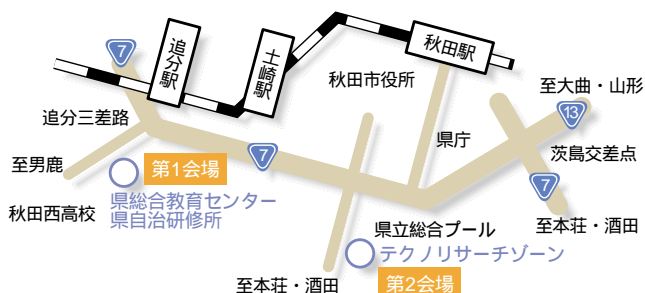 7
追分駅
土崎駅
秋田駅
秋田市役所
至大曲・山形
追分三差路
13
県庁
茨島交差点
7
至男鹿
第1会場
7
県総合教育センター
県自治研修所
秋田西高校
県立総合プール
至本荘・酒田
テクノリサーチゾーン
至本荘・酒田
第2会場